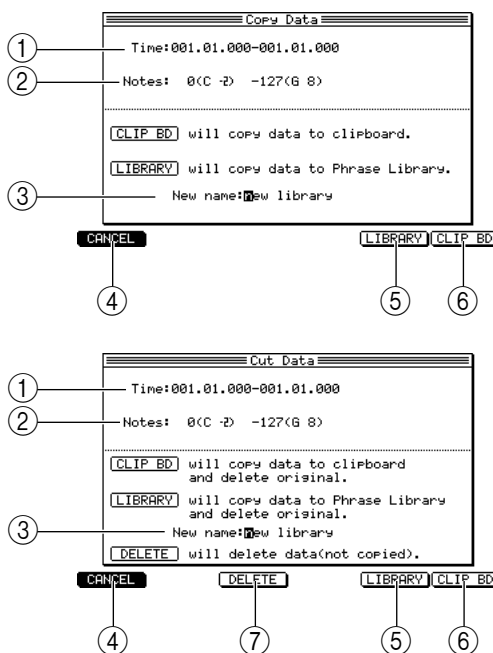 Copy Data
① Time:001.01.000-001.01.000
② Notes: 0(C -2) -127(G 8)
CLIP BD will copy data to clipboard.
LIBRARY will copy data to Phrase Library.
③ New name:New library
CANCEL LIBRARY CLIP BD
④ ⑤ ⑥
Cut Data
① Time:001.01.000-001.01.000
② Notes: 0(C -2) -127(G 8)
CLIP BD will copy data to clipboard
and delete original.
LIBRARY will copy data to Phrase Library
and delete original.
③ New name:New library
DELETE will delete data(not copied).
CANCEL DELETE LIBRARY CLIP BD
④ ⑦ ⑤ ⑥